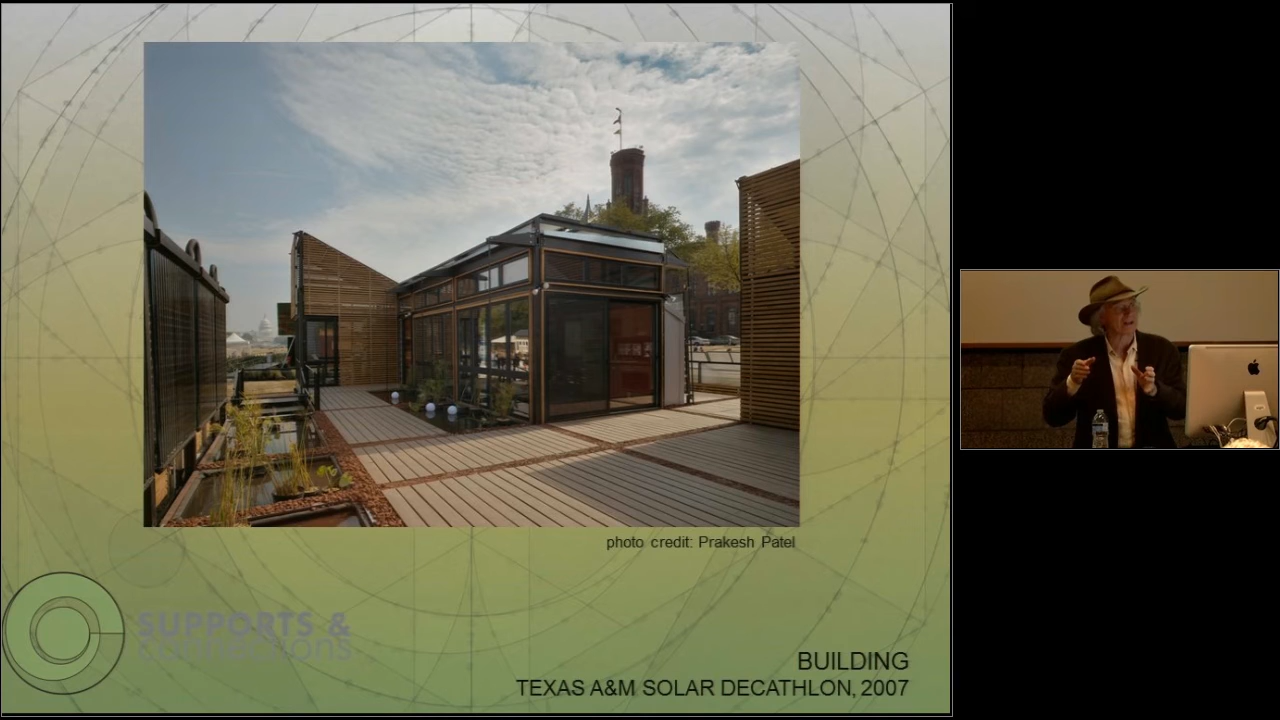 photo credit: Prakesh Patel
SUPPORTS &
connections
BUILDING
TEXAS A&M SOLAR DECATHLON, 2007